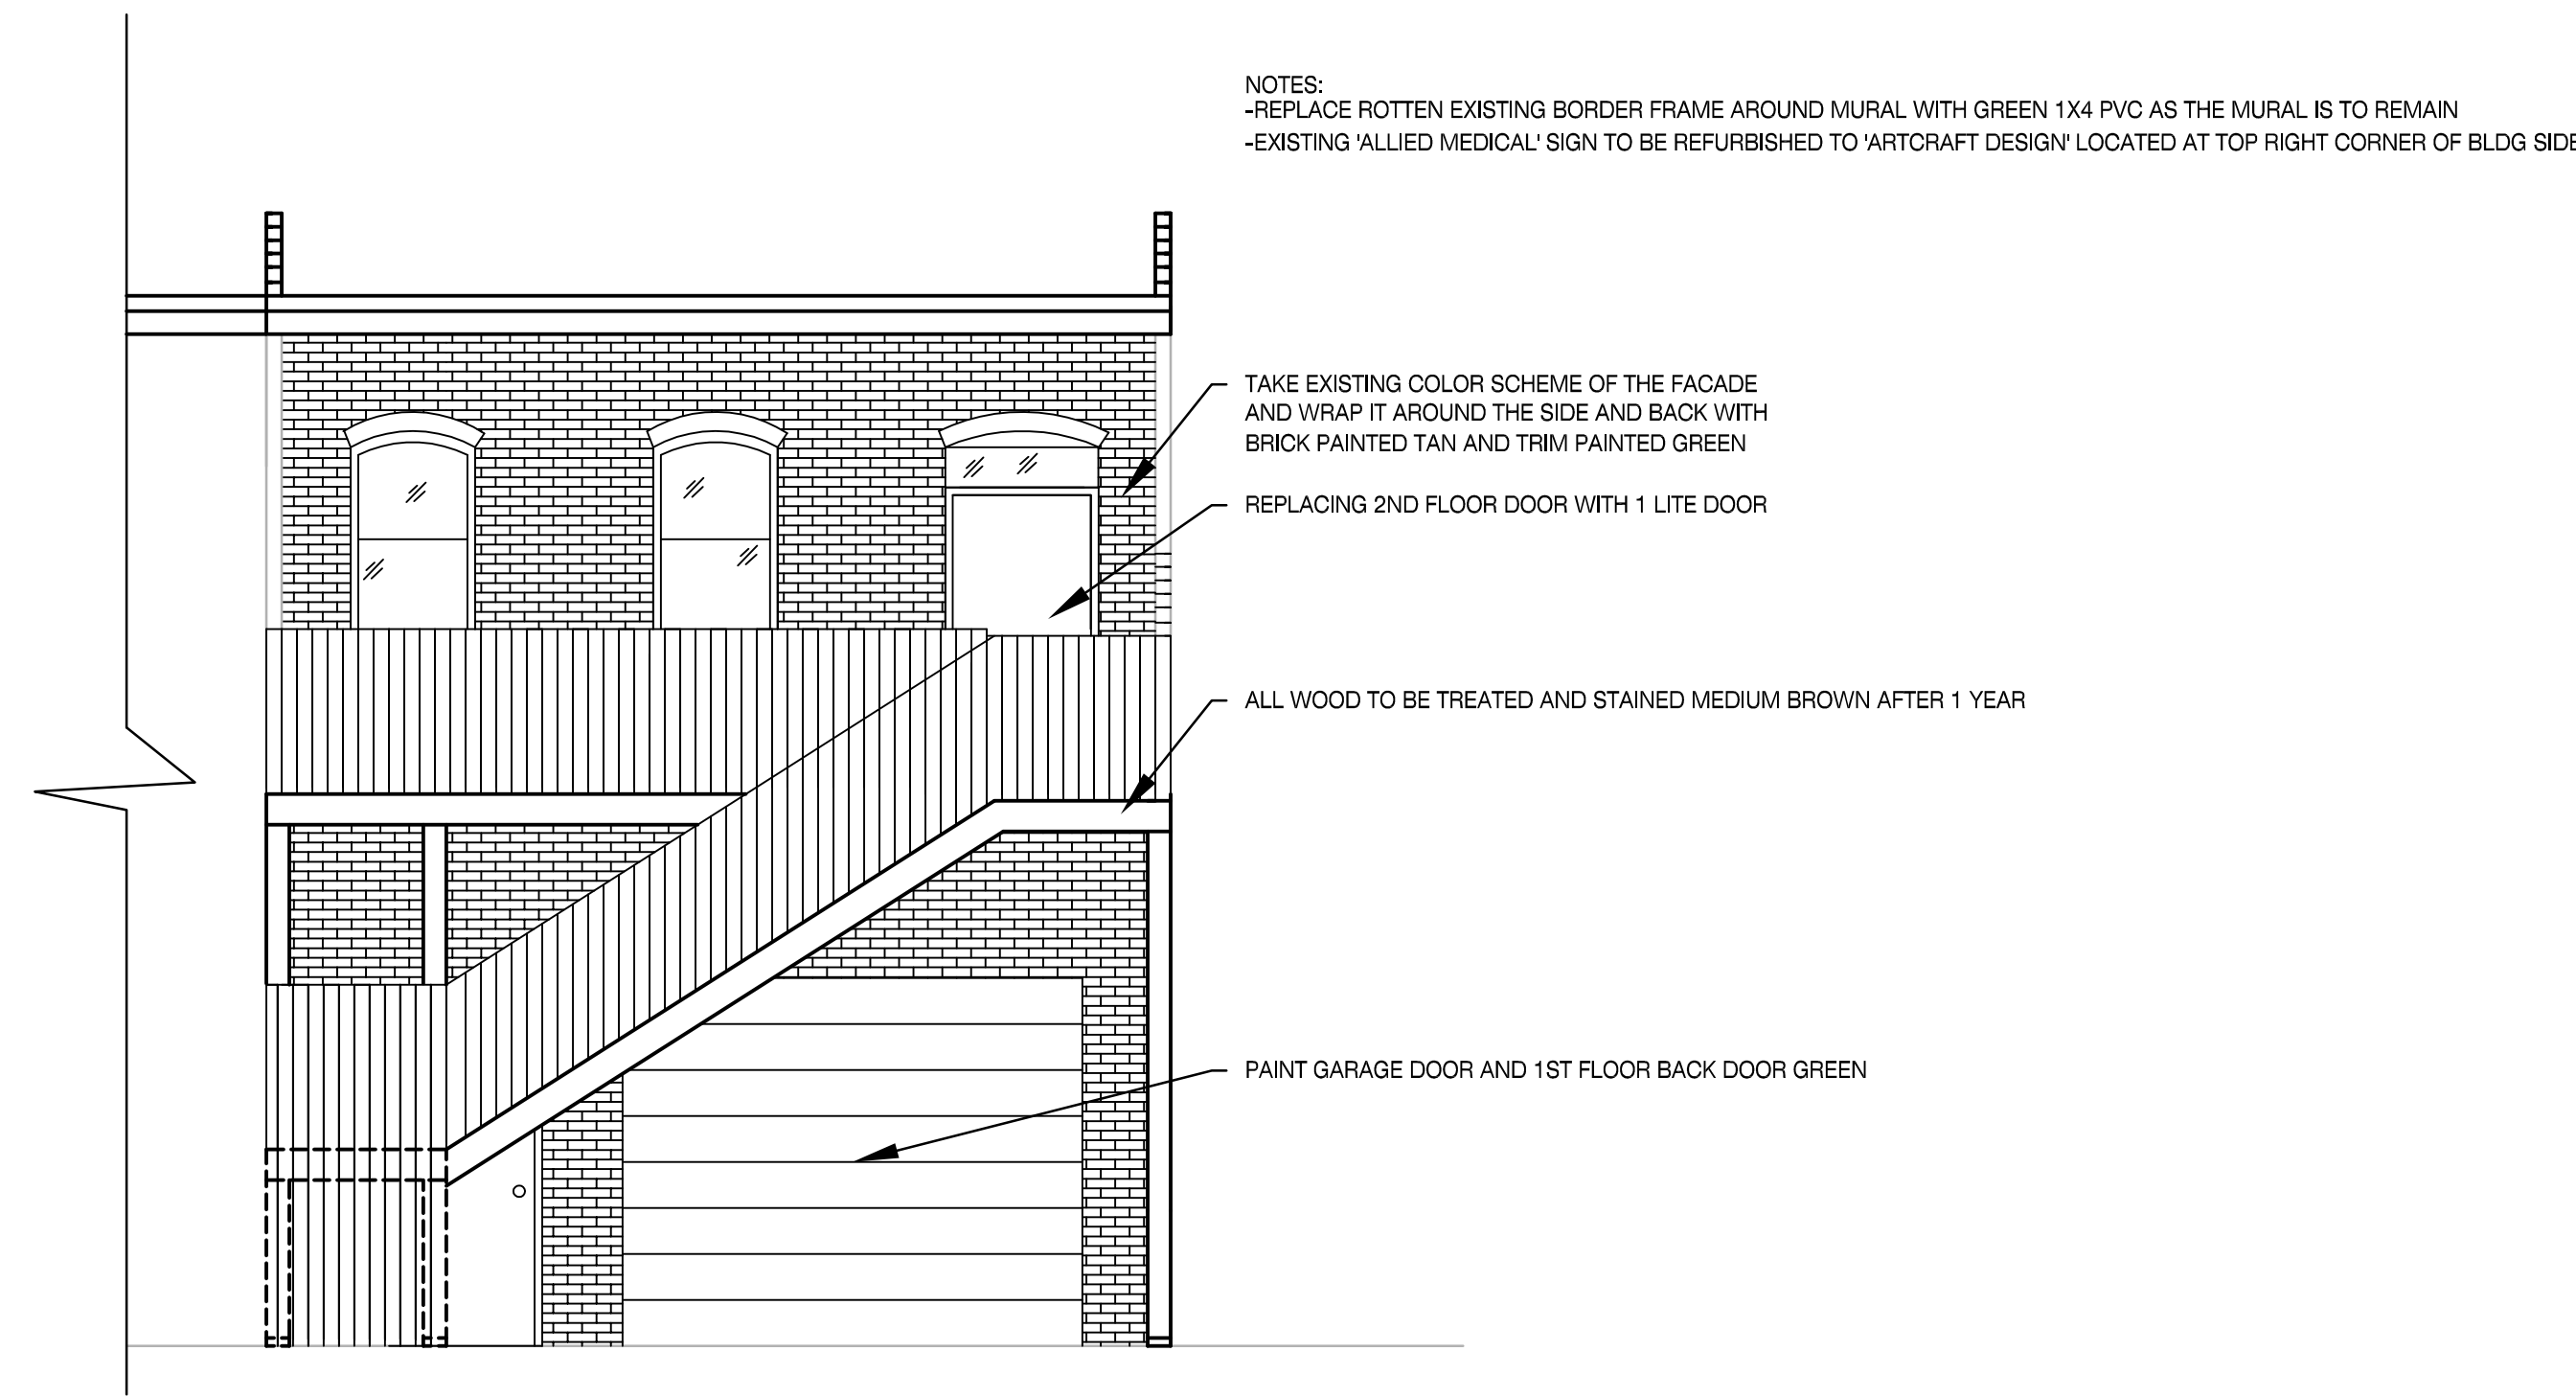 NOTES:
-REPLACE ROTTEN EXISTING BORDER FRAME AROUND MURAL WITH GREEN 1X4 PVC AS THE MURAL IS TO REMAIN
-EXISTING 'ALLIED MEDICAL' SIGN TO BE REFURBISHED TO 'ARTCRAFT DESIGN' LOCATED AT TOP RIGHT CORNER OF BLDG SIDE
TAKE EXISTING COLOR SCHEME OF THE FACADE
AND WRAP IT AROUND THE SIDE AND BACK WITH
BRICK PAINTED TAN AND TRIM PAINTED GREEN
REPLACING 2ND FLOOR DOOR WITH 1 LITE DOOR
ALL WOOD TO BE TREATED AND STAINED MEDIUM BROWN AFTER 1 YEAR
PAINT GARAGE DOOR AND 1ST FLOOR BACK DOOR GREEN